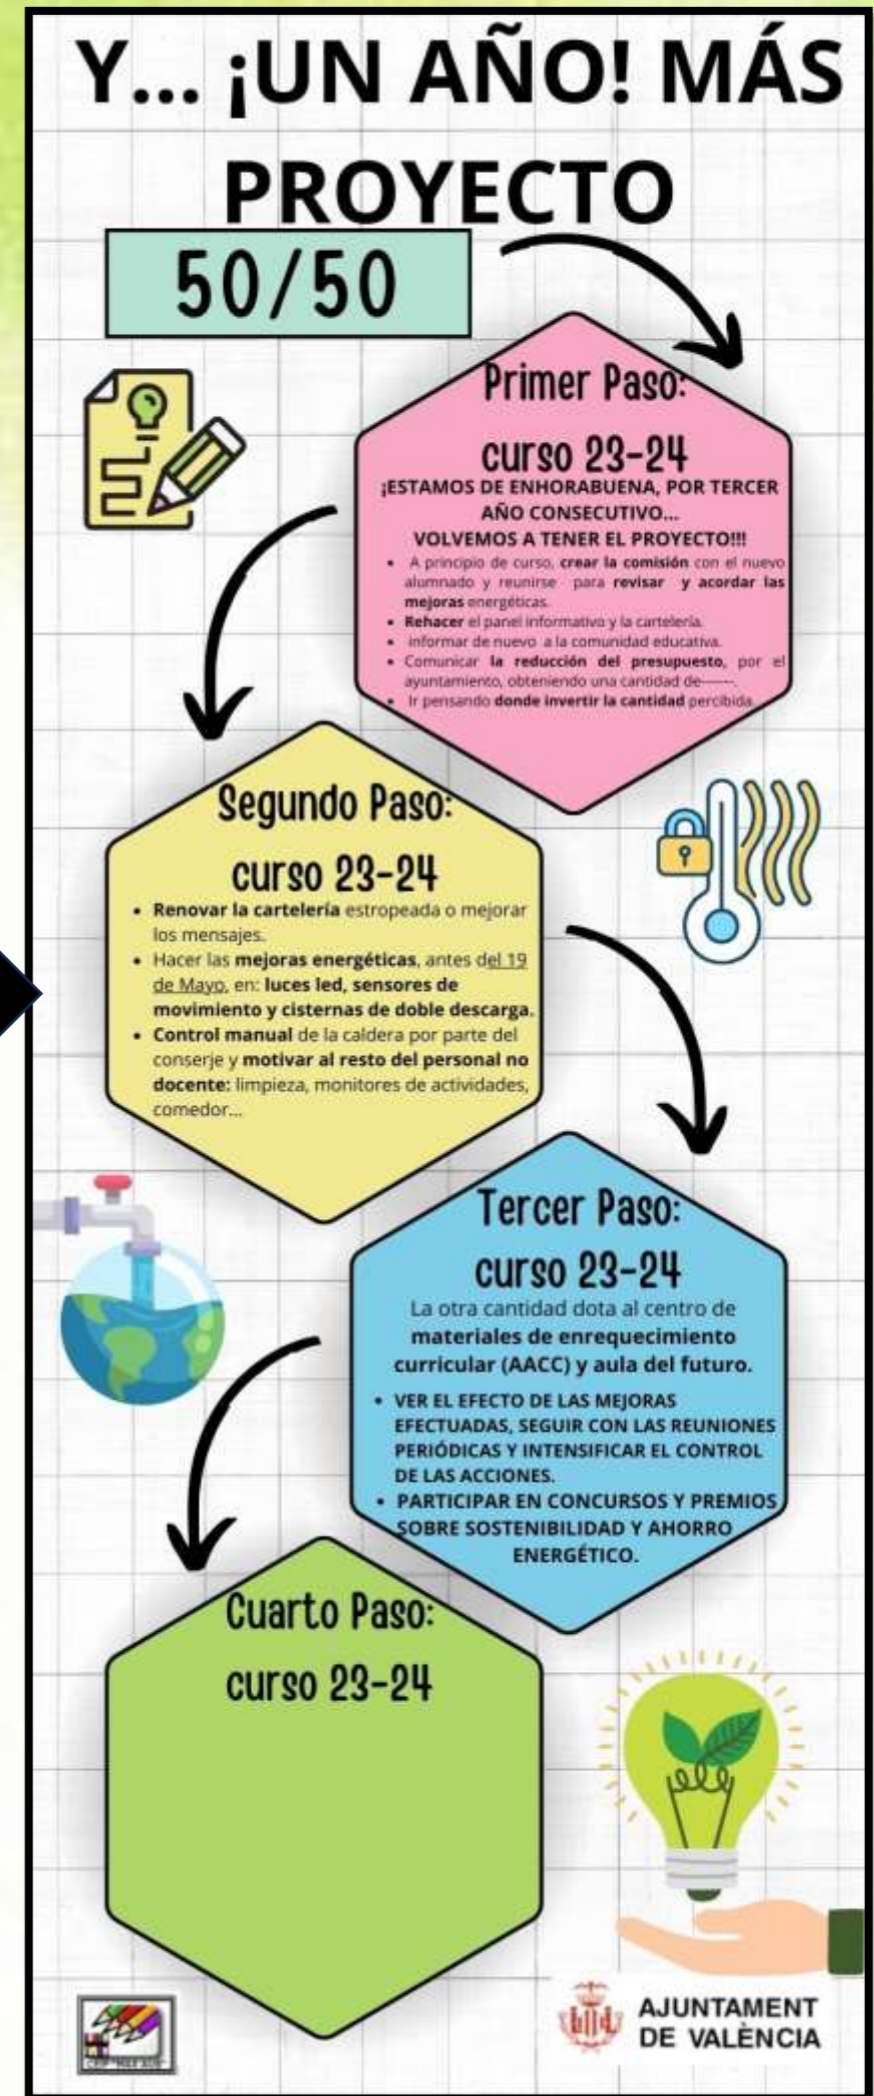 Y... ¡UN AÑO! MÁS
PROYECTO
50/50
Primer Paso:
curso 23-24
¡ESTAMOS DE ENHORABUENA, POR TERCER
AÑO CONSECUTIVO...
VOLVEMOS A TENER EL PROYECTO!!!
• A principio de curso, crear la comisión con el nuevo
alumnado y reunirse para revisar y acordar las
mejoras energéticas.
• Rehacer el panel informativo y la cartelería.
• informar de nuevo a la comunidad educativa.
• Comunicar la reducción del presupuesto, por el
ayuntamiento, obteniendo una cantidad de-------.
• Ir pensando donde invertir la cantidad percibida.
Segundo Paso:
curso 23-24
• Renovar la cartelería estropeada o mejorar
los mensajes.
• Hacer las mejoras energéticas, antes del 19
de Mayo, en: luces led, sensores de
movimiento y cisternas de doble descarga.
• Control manual de la caldera por parte del
conserje y motivar al resto del personal no
docente: limpieza, monitores de actividades,
comedor...
Tercer Paso:
curso 23-24
La otra cantidad dota al centro de
materiales de enrequecimiento
curricular (AACC) y aula del futuro.
• VER EL EFECTO DE LAS MEJORAS
EFECTUADAS, SEGUIR CON LAS REUNIONES
PERIÓDICAS Y INTENSIFICAR EL CONTROL
DE LAS ACCIONES.
• PARTICIPAR EN CONCURSOS Y PREMIOS
SOBRE SOSTENIBILIDAD Y AHORRO
ENERGÉTICO.
Cuarto Paso:
curso 23-24
AJUNTAMENT
DE VALÈNCIA